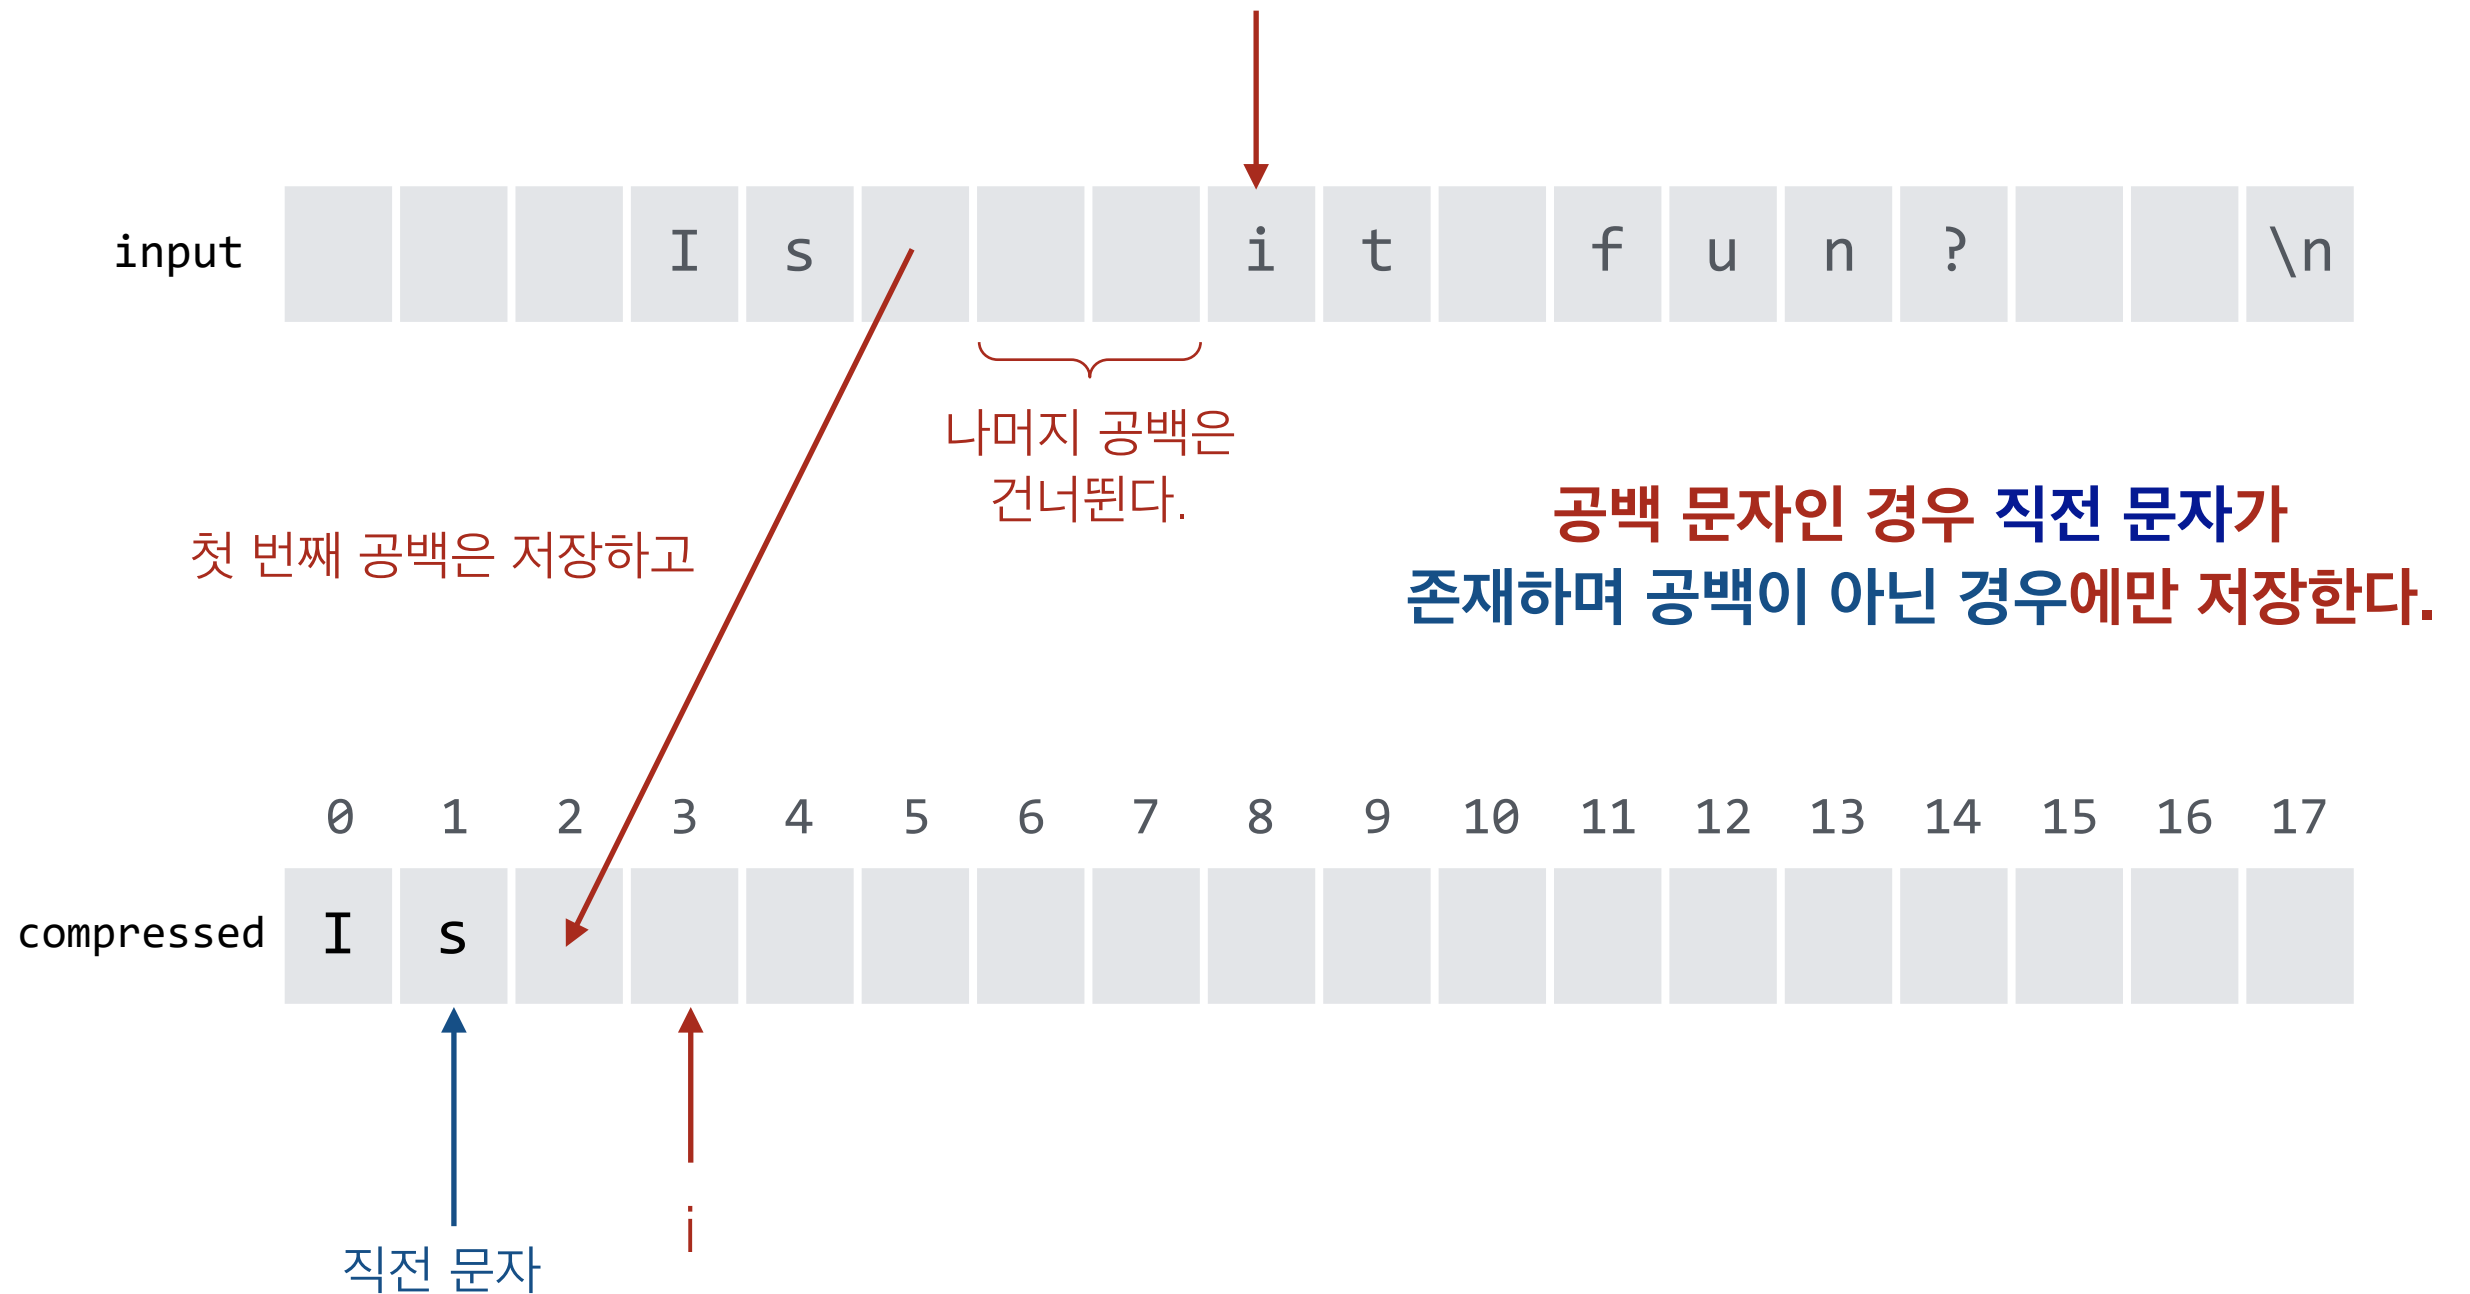 input I s i t f u n ? \n
나머지 공백은
건너뛴다.
첫 번째 공백은 저장하고
공백 문자인 경우 직전 문자가
존재하며 공백이 아닌 경우에만 저장한다.
0 1 2 3 4 5 6 7 8 9 10 11 12 13 14 15 16 17
compressed I s
i
직전 문자